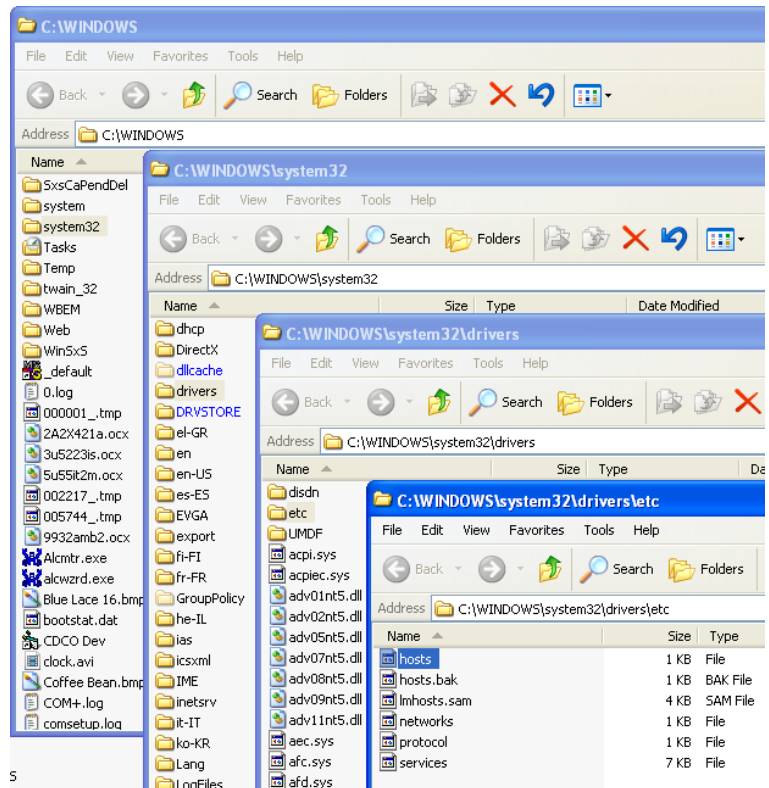 C:\WINDOWS
File Edit View Favorites Tools Help
Back Search Folders
Address C:\WINDOWS
Name
SxsCaPendDel
system
system32
Tasks
Temp
twain_32
WBEM
Web
WinSxS
_default
0.log
000001_.tmp
2A2X421a.ocx
3u5223is.ocx
5u55it2m.ocx
002217_.tmp
005744_.tmp
9932amb2.ocx
Alcmtr.exe
alcwzrd.exe
Blue Lace 16.bmp
bootstat.dat
CDCO Dev
clock.avi
Coffee Bean.bmp
COM+.log
comsetup.log
S
C:\WINDOWS\system32
File Edit View Favorites Tools Help
Back Search Folders
Address C:\WINDOWS\system32
Name Size Type Date Modified
dhcp
DirectX
dllcache
drivers
DRVSTORE
el-GR
en
en-US
es-ES
EVGA
export
fi-FI
fr-FR
GroupPolicy
he-IL
ias
icsxml
IME
inetsrv
it-IT
ko-KR
Lang
LogFiles
C:\WINDOWS\system32\drivers
File Edit View Favorites Tools Help
Back Search Folders
Address C:\WINDOWS\system32\drivers
Name Size Type Da
disdn
etc
UMDF
acpi.sys
acpiec.sys
adv01nt5.dll
adv02nt5.dll
adv05nt5.dll
adv07nt5.dll
adv08nt5.dll
adv09nt5.dll
adv11nt5.dll
aec.sys
afc.sys
afd.sys
C:\WINDOWS\system32\drivers\etc
File Edit View Favorites Tools Help
Back Search Folders
Address C:\WINDOWS\system32\drivers\etc
Name Size Type
hosts 1 KB File
hosts.bak 1 KB BAK File
lmhosts.sam 4 KB SAM File
networks 1 KB File
protocol 1 KB File
services 7 KB File